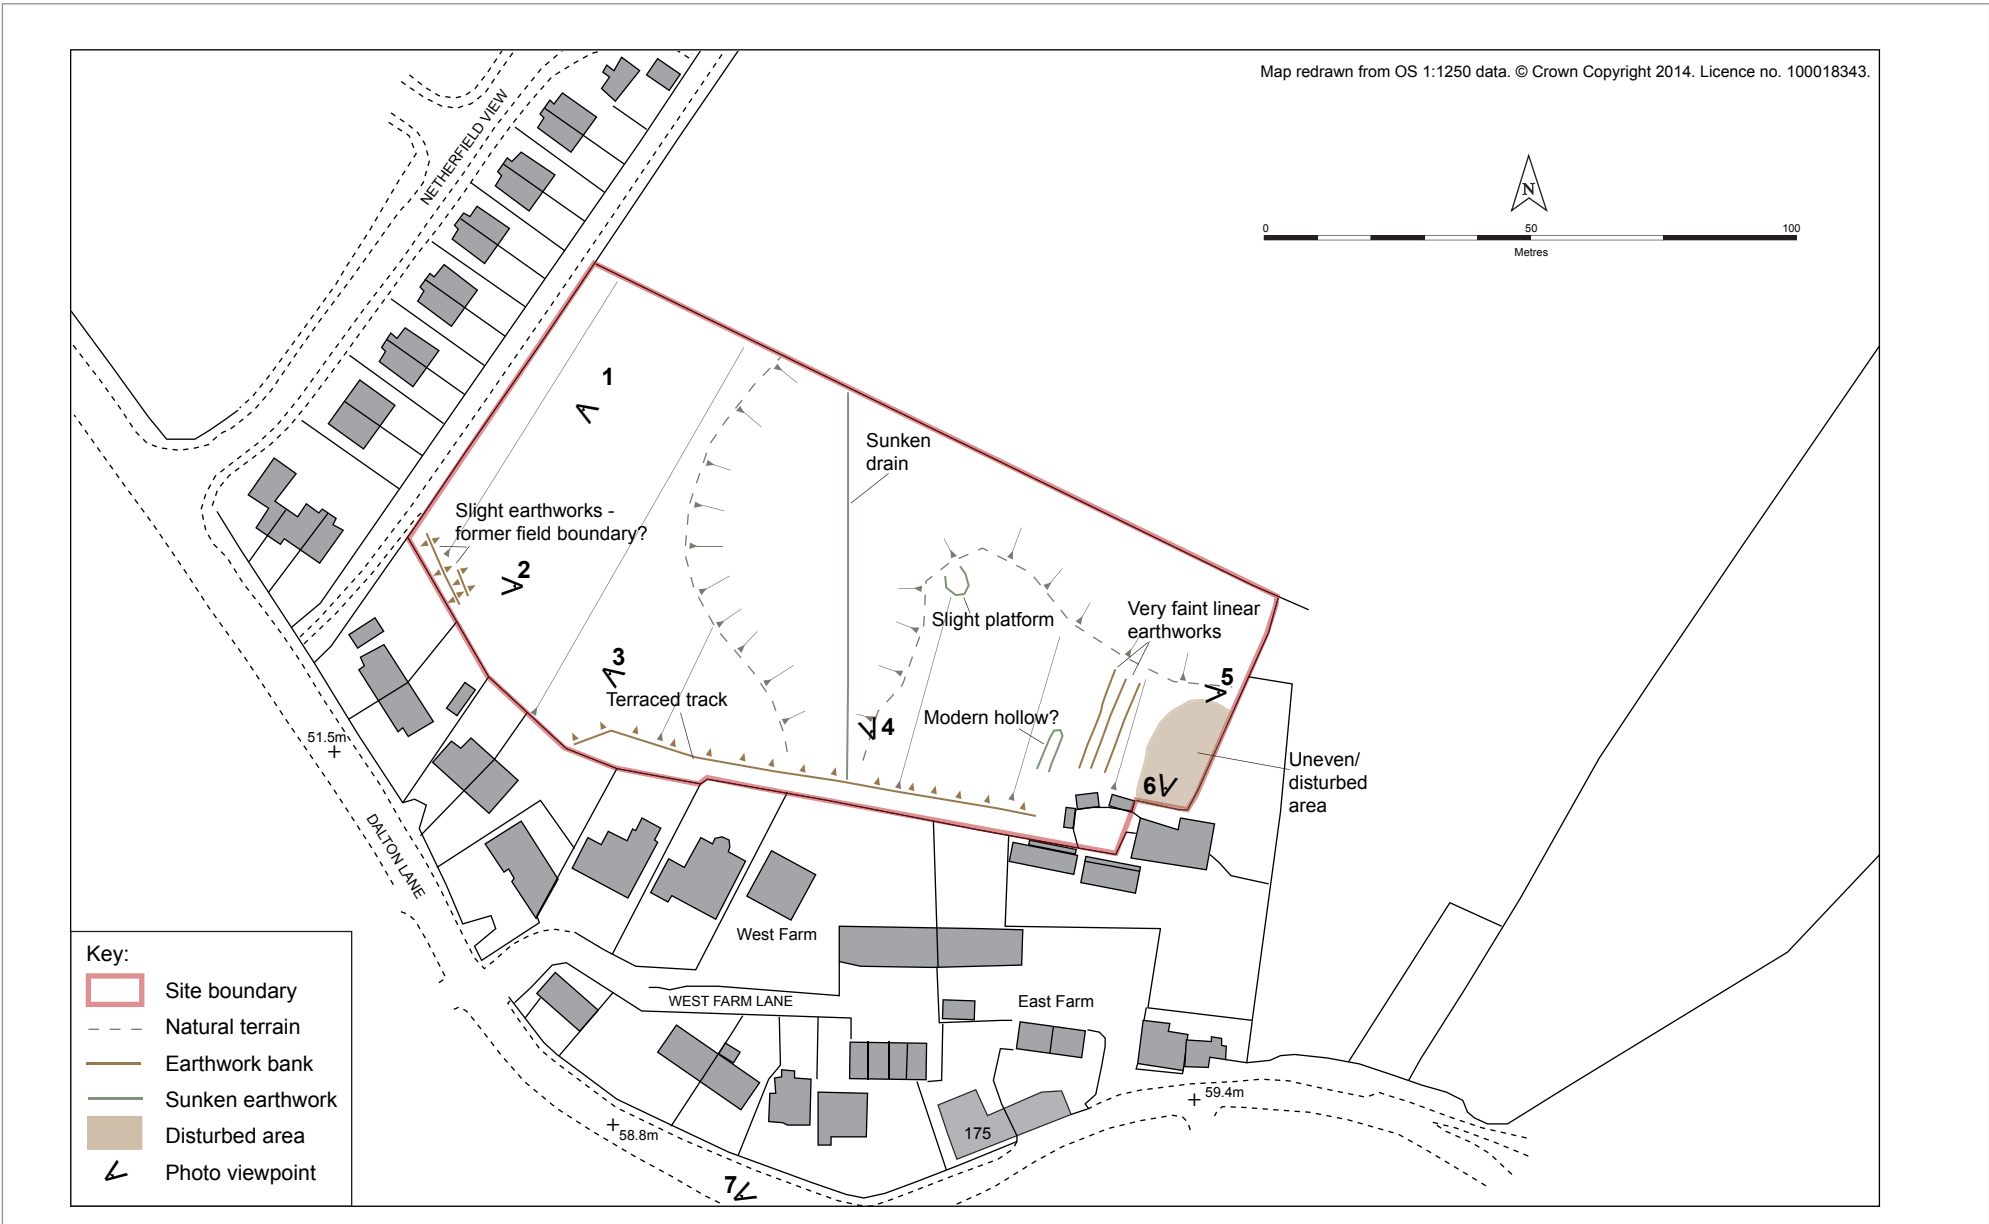 Map redrawn from OS 1:1250 data. © Crown Copyright 2014. Licence no. 100018343.
NETHERFIELD VIEW
N
0 50 100
Metres
1
Sunken
drain
Slight earthworks -
former field boundary?
2
Slight platform
Very faint linear
earthworks
3
Terraced track
4
Modern hollow?
5
6
Uneven/
disturbed
area
51.5m
DALTON LANE
West Farm
WEST FARM LANE
East Farm
58.8m
59.4m
175
7
Key:
Site boundary
Natural terrain
Earthwork bank
Sunken earthwork
Disturbed area
Photo viewpoint